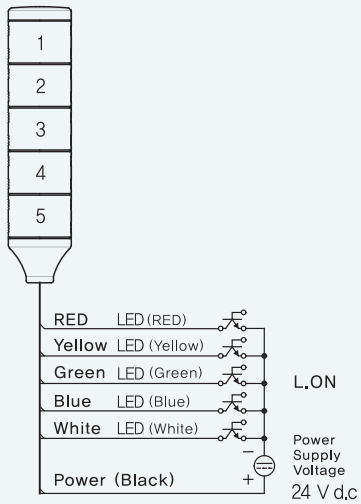 1
2
3
4
5
RED LED (RED)
Yellow LED (Yellow)
Green LED (Green)
Blue LED (Blue)
White LED (White)
L.ON
Power (Black)
−
+
Power
Supply
Voltage
24 V d.c